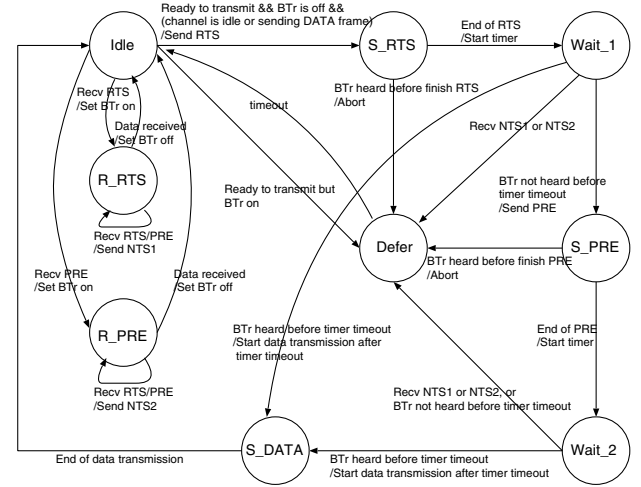 Ready to transmit && BTr is off &&
(channel is idle or sending DATA frame)
/Send RTS
Idle
S_RTS
End of RTS
/Start timer
Wait_1
Recv RTS
/Set BTr on
timeout
BTr heard before finish RTS
/Abort
Data received
/Set BTr off
Recv NTS1 or NTS2
R_RTS
Ready to transmit but
BTr on
BTr not heard before
timer timeout
/Send PRE
Recv RTS/PRE
/Send NTS1
Defer
S_PRE
Recv PRE
/Set BTr on
Data received
/Set BTr off
BTr heard before finish PRE
/Abort
R_PRE
BTr heard before timer timeout
/Start data transmission after
timer timeout
End of PRE
/Start timer
Recv RTS/PRE
/Send NTS2
Recv NTS1 or NTS2, or
BTr not heard before timer timeout
End of data transmission
S_DATA
BTr heard before timer timeout
/Start data transmission after timer timeout
Wait_2